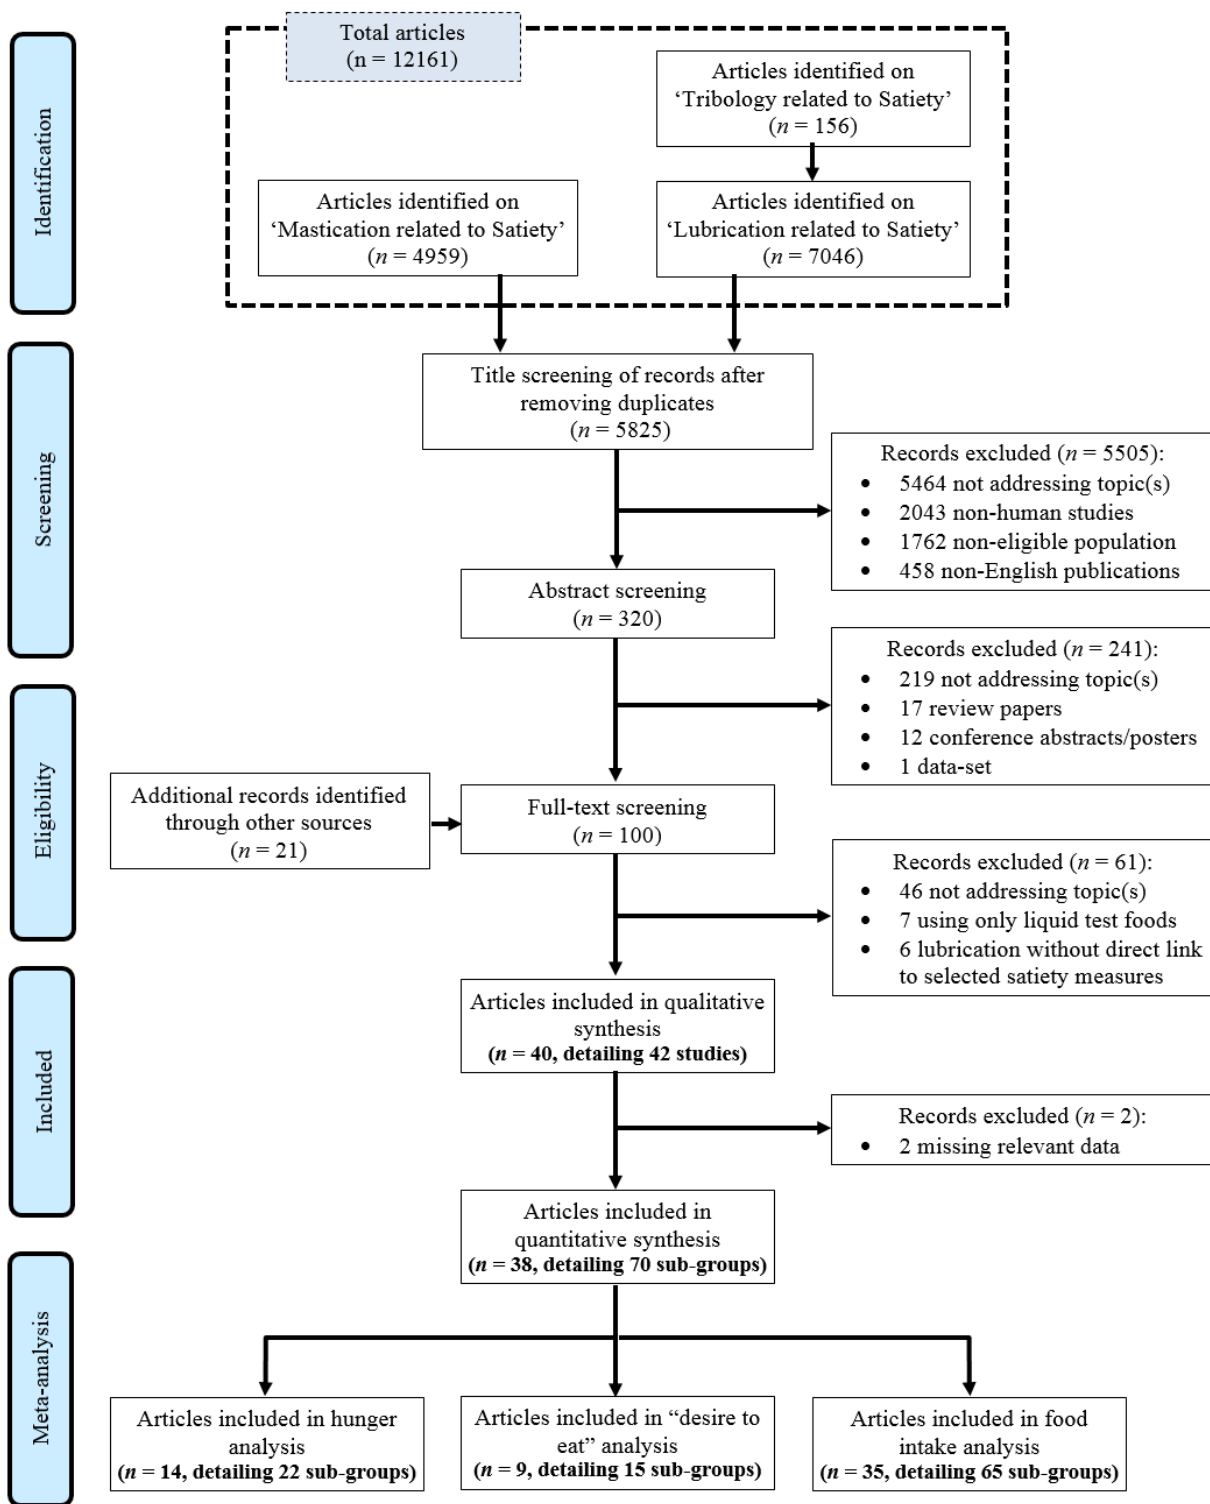 Total articles
(n = 12161)
Articles identified on
‘Tribology related to Satiety’
(n = 156)
Identification
Articles identified on
‘Mastication related to Satiety’
(n = 4959)
Articles identified on
‘Lubrication related to Satiety’
(n = 7046)
Screening
Title screening of records after
removing duplicates
(n = 5825)
Records excluded (n = 5505):
• 5464 not addressing topic(s)
• 2043 non-human studies
• 1762 non-eligible population
• 458 non-English publications
Abstract screening
(n = 320)
Records excluded (n = 241):
• 219 not addressing topic(s)
• 17 review papers
• 12 conference abstracts/posters
• 1 data-set
Eligibility
Additional records identified
through other sources
(n = 21)
Full-text screening
(n = 100)
Records excluded (n = 61):
• 46 not addressing topic(s)
• 7 using only liquid test foods
• 6 lubrication without direct link
to selected satiety measures
Included
Articles included in qualitative
synthesis
(n = 40, detailing 42 studies)
Records excluded (n = 2):
• 2 missing relevant data
Articles included in
quantitative synthesis
(n = 38, detailing 70 sub-groups)
Meta-analysis
Articles included in hunger
analysis
(n = 14, detailing 22 sub-groups)
Articles included in “desire to
eat” analysis
(n = 9, detailing 15 sub-groups)
Articles included in food
intake analysis
(n = 35, detailing 65 sub-groups)